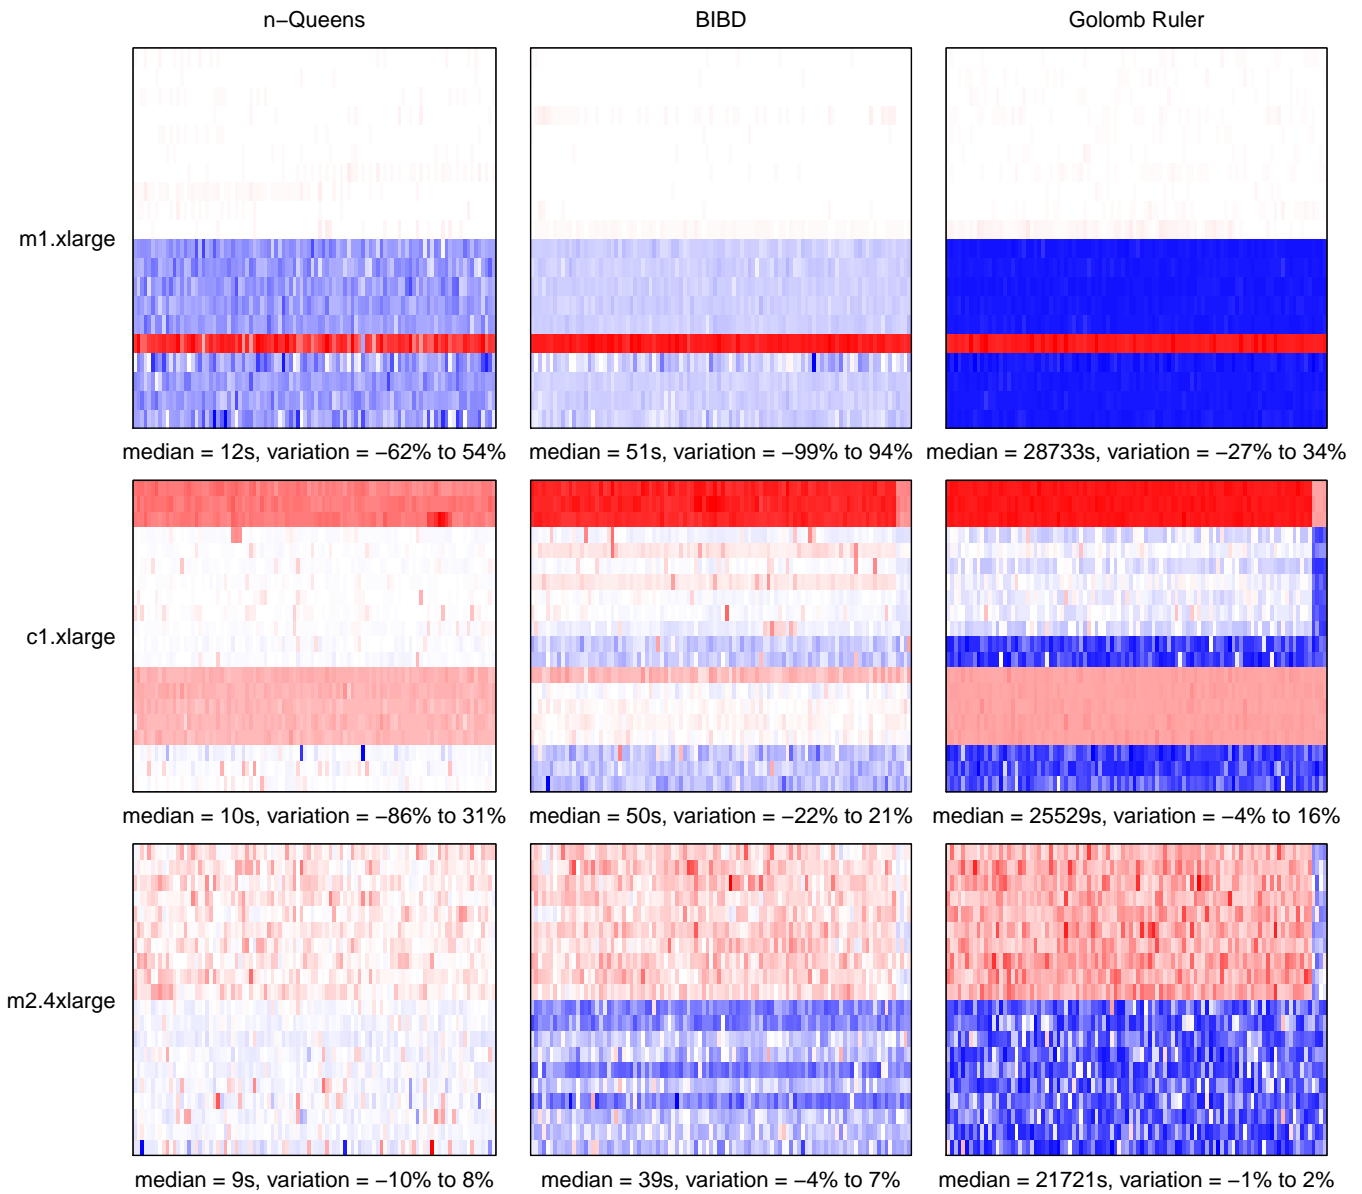 n−Queens BIBD Golomb Ruler
m1.xlarge
median = 12s, variation = −62% to 54% median = 51s, variation = −99% to 94% median = 28733s, variation = −27% to 34%
c1.xlarge
median = 10s, variation = −86% to 31% median = 50s, variation = −22% to 21% median = 25529s, variation = −4% to 16%
m2.4xlarge
median = 9s, variation = −10% to 8% median = 39s, variation = −4% to 7% median = 21721s, variation = −1% to 2%